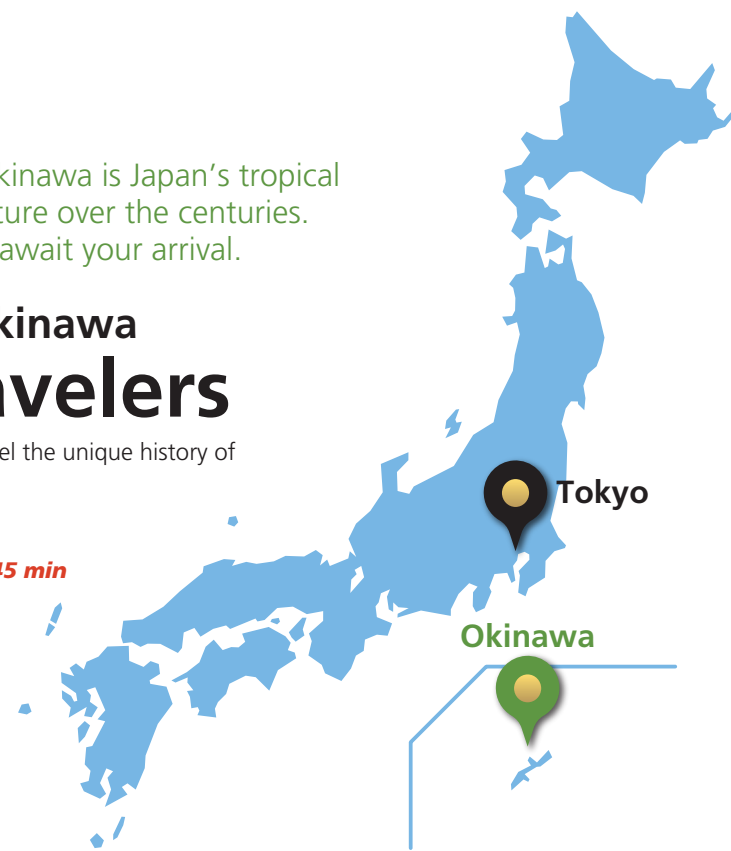 kinawa is Japan's tropical
ture over the centuries.
await your arrival.
kinawa
avelers
el the unique history of
45 min
Tokyo
Okinawa